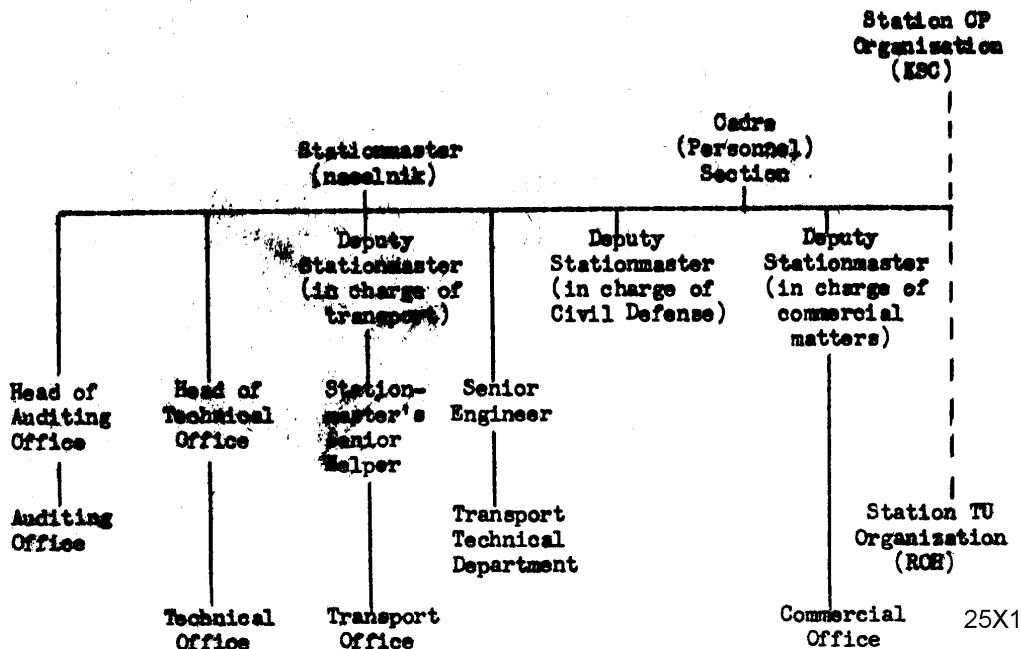 Station CP
Organization
(KSC)
Cadre
(Personnel)
Section
Stationmaster
(naselnik)
Deputy
Stationmaster
(in charge of
transport)
Deputy
Stationmaster
(in charge of
Civil Defense)
Deputy
Stationmaster
(in charge of
commercial
matters)
Head of
Auditing
Office
Head of
Technical
Office
Station-
master's
Senior
Helper
Senior
Engineer
Auditing
Office
Transport
Technical
Department
Station TU
Organization
(ROH)
Technical
Office
Transport
Office
Commercial
Office
25X1